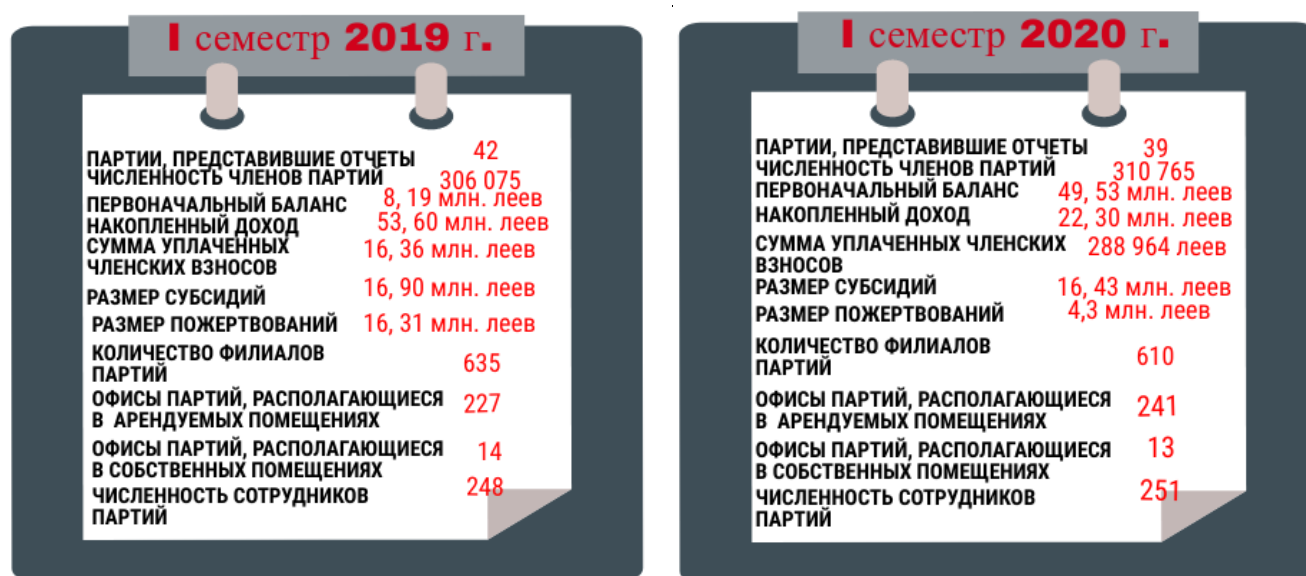 I семестр 2019 г.
ПАРТИИ, ПРЕДСТАВИВШИЕ ОТЧЕТЫ 42
ЧИСЛЕННОСТЬ ЧЛЕНОВ ПАРТИЙ 306 075
ПЕРВОНАЧАЛЬНЫЙ БАЛАНС 8, 19 млн. леев
НАКОПЛЕННЫЙ ДОХОД 53, 60 млн. леев
СУММА УПЛАЧЕННЫХ 16, 36 млн. леев
ЧЛЕНСКИХ ВЗНОСОВ
РАЗМЕР СУБСИДИЙ 16, 90 млн. леев
РАЗМЕР ПОЖЕРТВОВАНИЙ 16, 31 млн. леев
КОЛИЧЕСТВО ФИЛИАЛОВ 635
ПАРТИЙ
ОФИСЫ ПАРТИЙ, РАСПОЛАГАЮЩИЕСЯ 227
В АРЕНДУЕМЫХ ПОМЕЩЕНИЯХ
ОФИСЫ ПАРТИЙ, РАСПОЛАГАЮЩИЕСЯ 14
В СОБСТВЕННЫХ ПОМЕЩЕНИЯХ
ЧИСЛЕННОСТЬ СОТРУДНИКОВ 248
ПАРТИЙ
I семестр 2020 г.
ПАРТИИ, ПРЕДСТАВИВШИЕ ОТЧЕТЫ 39
ЧИСЛЕННОСТЬ ЧЛЕНОВ ПАРТИЙ 310 765
ПЕРВОНАЧАЛЬНЫЙ БАЛАНС 49, 53 млн. леев
НАКОПЛЕННЫЙ ДОХОД 22, 30 млн. леев
СУММА УПЛАЧЕННЫХ ЧЛЕНСКИХ 288 964 леев
ВЗНОСОВ
РАЗМЕР СУБСИДИЙ 16, 43 млн. леев
РАЗМЕР ПОЖЕРТВОВАНИЙ 4,3 млн. леев
КОЛИЧЕСТВО ФИЛИАЛОВ 610
ПАРТИЙ
ОФИСЫ ПАРТИЙ, РАСПОЛАГАЮЩИЕСЯ 241
В АРЕНДУЕМЫХ ПОМЕЩЕНИЯХ
ОФИСЫ ПАРТИЙ, РАСПОЛАГАЮЩИЕСЯ 13
В СОБСТВЕННЫХ ПОМЕЩЕНИЯХ
ЧИСЛЕННОСТЬ СОТРУДНИКОВ 251
ПАРТИЙ